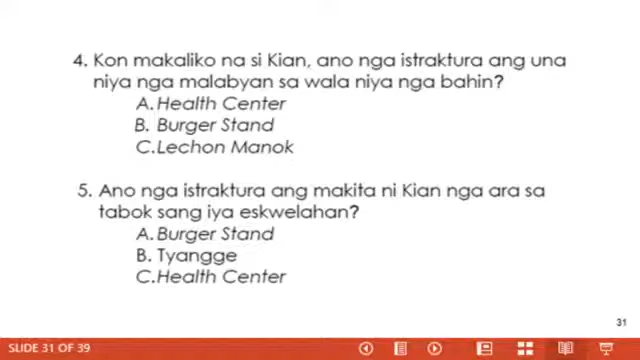 4. Kon makaliko na si Kian, ano nga istraktura ang una
niya nga malabyan sa wala niya nga bahin?
A. Health Center
B. Burger Stand
C. Lechon Manok
5. Ano nga istraktura ang makita ni Kian nga ara sa
tabok sang iya eskwelahan?
A. Burger Stand
B. Tyangge
C. Health Center
31
SLIDE 31 OF 39